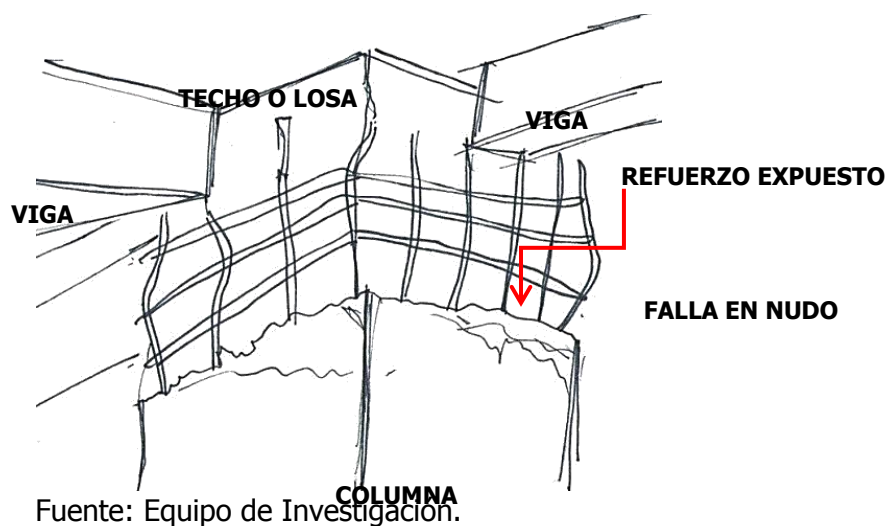 TECHO O LOSA
VIGA
REFUERZO EXPUESTO
VIGA
FALLA EN NUDO
COLUMNA
Fuente: Equipo de Investigación.